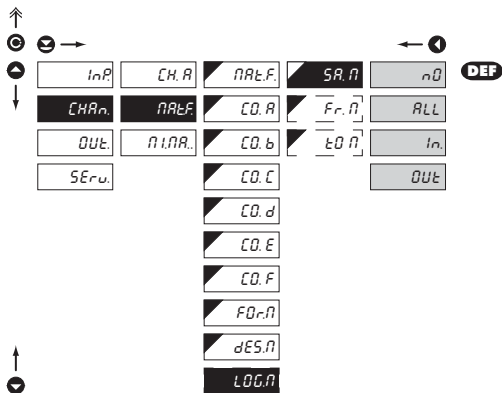 InP. CH. A MAt.F. SA. M nO DEF
CHAn. MAtF. CO. A Fr. M ALL
OUt. M I.MA.. CO. b tO M In.
SEru. CO. C OUt
CO. d
CO. E
CO. F
FOr.M
dES.M
LOG.M